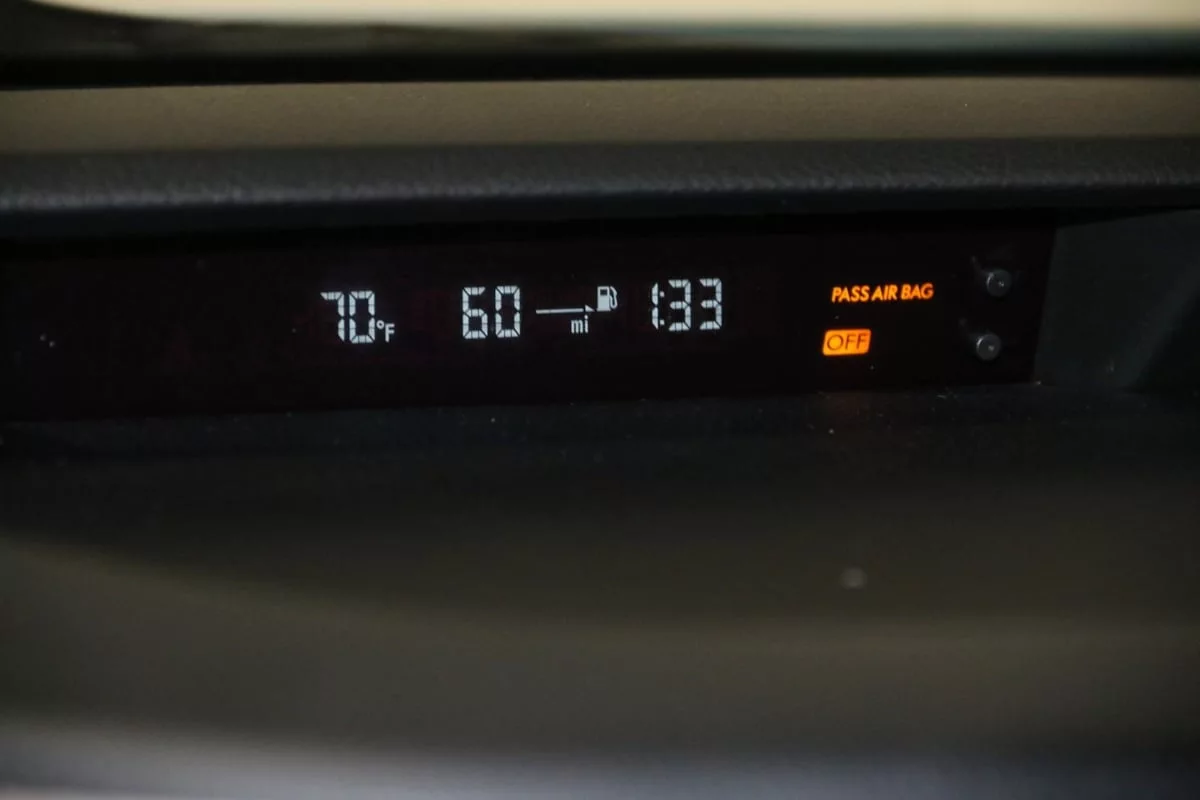 70°F 60 mi 1:33
PASS AIR BAG
OFF